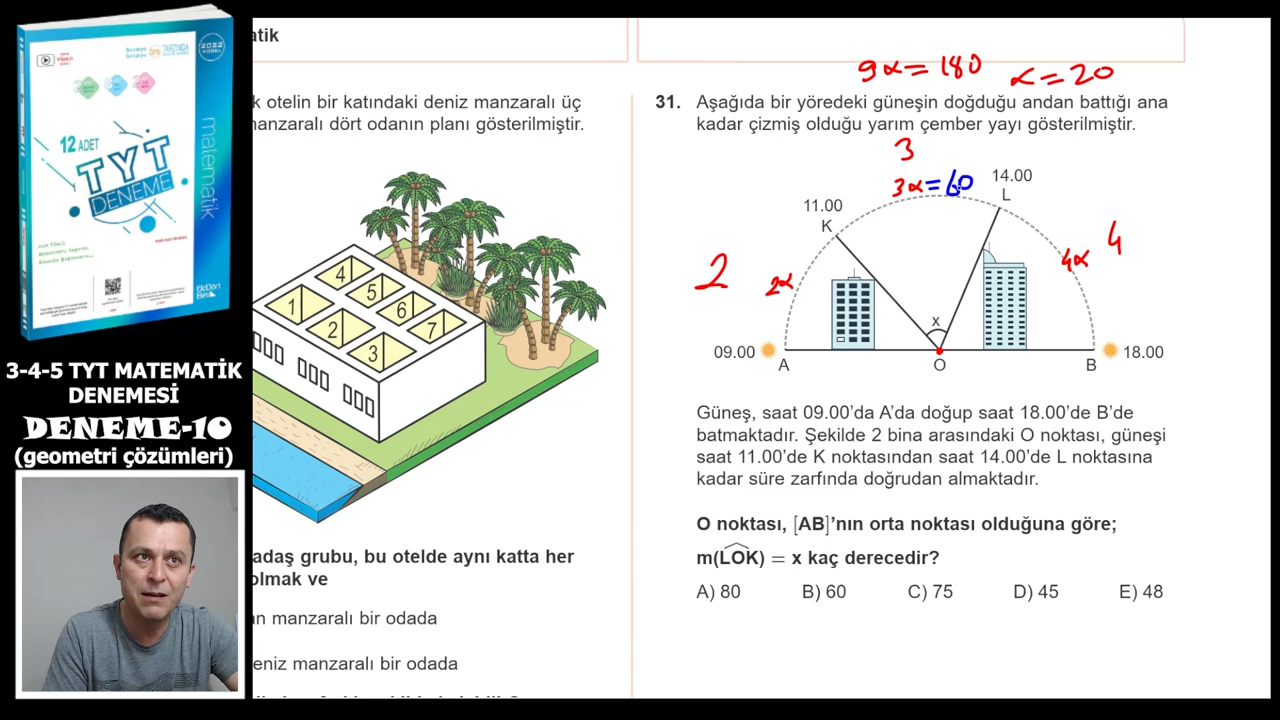 2022
MODEL
TARZINDA
12 ADET
TYT
DENEME
matematik
3-4-5 TYT MATEMATİK
DENEMESİ
DENEME-10
(geometri çözümleri)
atik
k otelin bir katındaki deniz manzaralı üç
manzaralı dört odanın planı gösterilmiştir.
4
5
6
7
1
2
3
adaş grubu, bu otelde aynı katta her
olmak ve
an manzaralı bir odada
deniz manzaralı bir odada
9α = 180
α = 20
31. Aşağıda bir yöredeki güneşin doğduğu andan battığı ana
kadar çizmiş olduğu yarım çember yayı gösterilmiştir.
3
3α = 60
14.00
L
11.00
K
2
2α
4α
4
x
09.00
18.00
A
O
B
Güneş, saat 09.00’da A’da doğup saat 18.00’de B’de
batmaktadır. Şekilde 2 bina arasındaki O noktası, güneşi
saat 11.00’de K noktasından saat 14.00’de L noktasına
kadar süre zarfında doğrudan almaktadır.
O noktası, [AB]’nın orta noktası olduğuna göre;
m(LOK) = x kaç derecedir?
A) 80 B) 60 C) 75 D) 45 E) 48